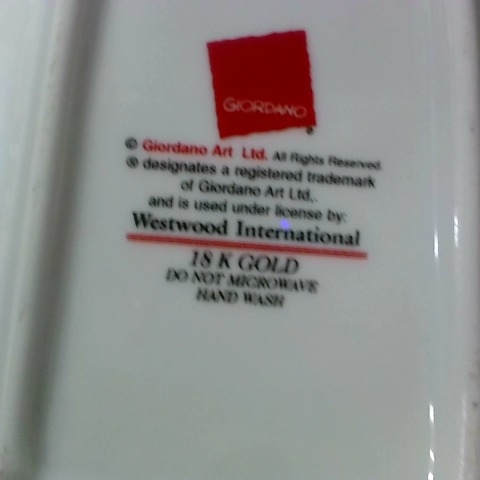 GIORDANO
®
© Giordano Art Ltd. All Rights Reserved.
® designates a registered trademark
of Giordano Art Ltd,.
and is used under license by:
Westwood International
18 K GOLD
DO NOT MICROWAVE
HAND WASH